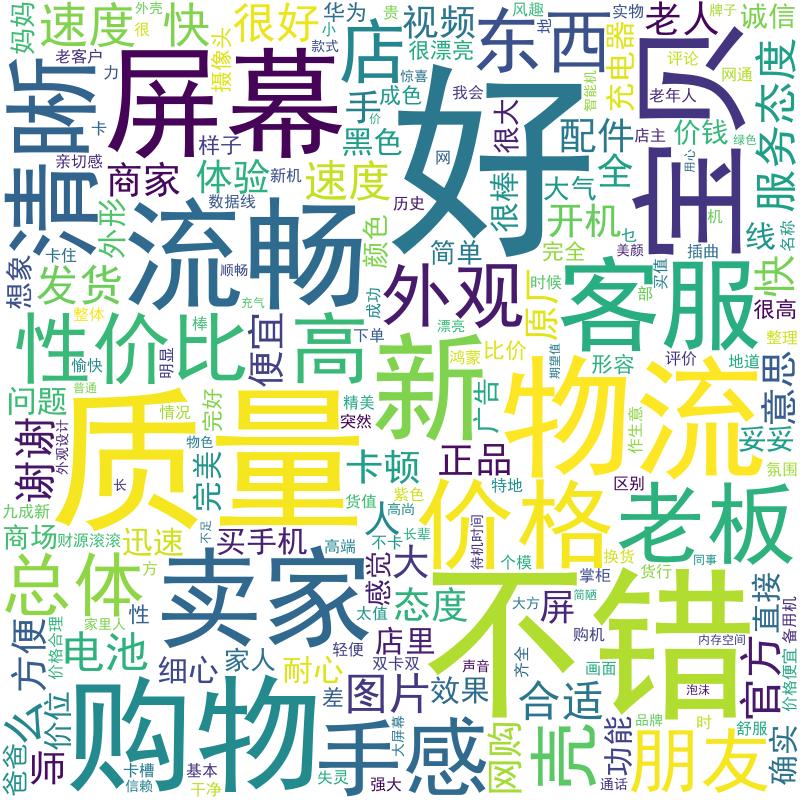 妈妈
速度
快
外壳
很
很好
摄像头
华为
小
款式
店
视频
很漂亮
贵
风趣
东西
实物
充电器
智能机
老人
牌子
诚信
评论
网通
老年人
宝贝
服务态度
清晰
老客户
力
卡
亲切感
屏幕
手
价
成色
惊喜
黑色
好
网
我会
很大
很棒
配件
店主
价钱
绿色
用心
商家
样子
体验
新机
数据线
速度
历史
大气
全
机
线
名称
外形
流畅
颜色
简单
开机
完全
乜
美颜
插曲
想象
卡住
发货
顺畅
充气
成功
外观
原厂
时候
客服
部
买值
快
很高
整体
性价比
棒
高
便宜
明显
下单
漂亮
鸿蒙
比价
期望值
形容
评价
地道
整理
愉快
普通
问题
谢谢
外观设计
质量
情况
完好
物色
完美
精美
突然
新
广告
物流
作生意
意思
妥妥
氛围
卡顿
正品
特地
区别
货值
紫色
九成新
长
不足
商场
财源滚滚
迅速
买手机
高端
高尚
人
长辈
不卡
价格
待机时间
个模
换货
老板
货行
同事
总体
方
性
卖家
感觉
大
太值
态度
不错
掌柜
简陋
大方
屏
购机
内存空间
官方
直接
备用机
家里人
价格合理
方便
电池
细心
家人
轻便
耐心
店里
双卡双
声音
齐全
画面
泡沫
价格便宜
爸爸
么
价位
师
购物
差
图片
效果
合适
品牌
时
舒服
确实
卡槽
信赖
基本
干净
失灵
手感
大屏幕
强大
网购
壳
功能
通话
朋友